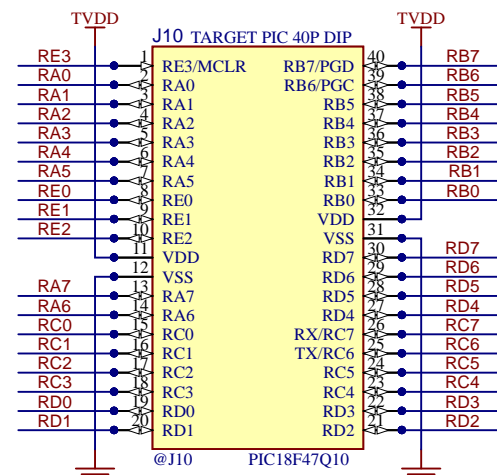 TVDD TVDD
J10 TARGET PIC 40P DIP
RE3 1 RE3/MCLR RB7/PGD 40 RB7
RA0 2 RA0 RB6/PGC 39 RB6
RA1 3 RA1 RB5 38 RB5
RA2 4 RA2 RB4 37 RB4
RA3 5 RA3 RB3 36 RB3
RA4 6 RA4 RB2 35 RB2
RA5 7 RA5 RB1 34 RB1
RE0 8 RE0 RB0 33 RB0
RE1 9 RE1 VDD 32
RE2 10 RE2 VSS 31
11 VDD RD7 30 RD7
12 VSS RD6 29 RD6
RA7 13 RA7 RD5 28 RD5
RA6 14 RA6 RD4 27 RD4
RC0 15 RC0 RX/RC7 26 RC7
RC1 16 RC1 TX/RC6 25 RC6
RC2 17 RC2 RC5 24 RC5
RC3 18 RC3 RC4 23 RC4
RD0 19 RD0 RD3 22 RD3
RD1 20 RD1 RD2 21 RD2
@J10 PIC18F47Q10